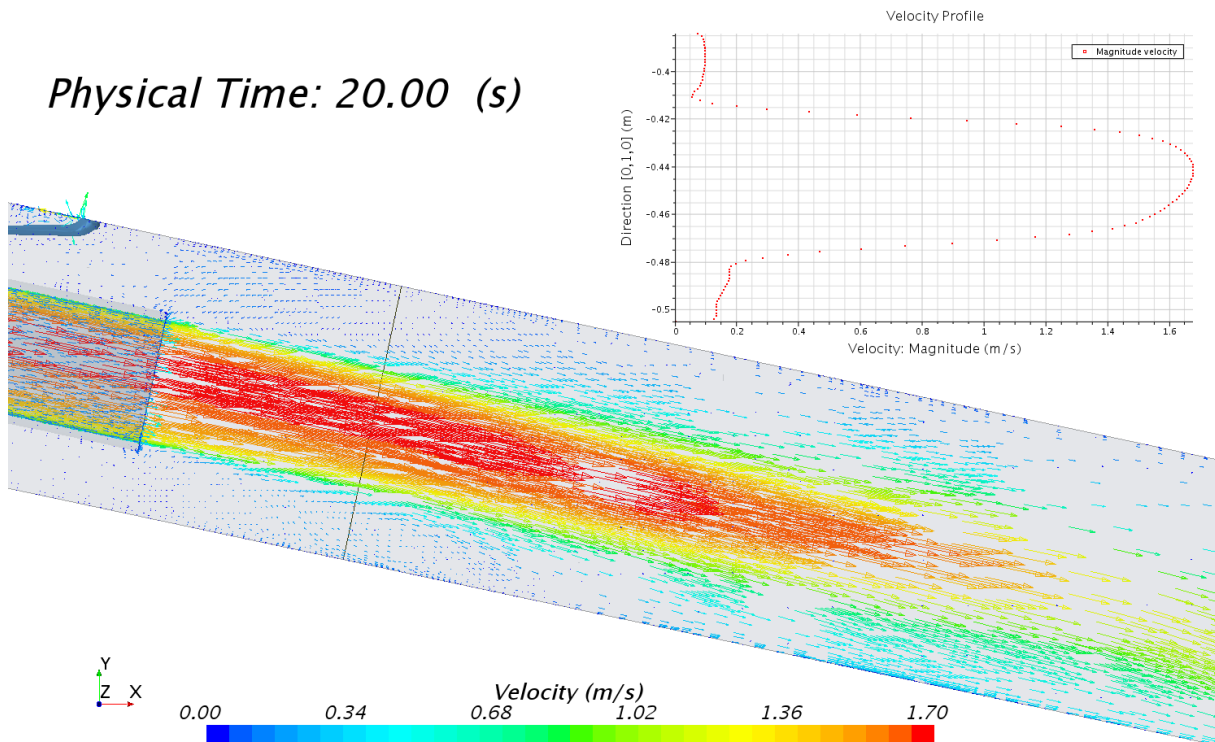 Velocity Profile
Physical Time: 20.00 (s)
Magnitude velocity
-0.4
-0.42
-0.44
-0.46
-0.48
-0.5
Direction [0,1,0] (m)
0 0.2 0.4 0.6 0.8 1 1.2 1.4 1.6
Velocity: Magnitude (m/s)
Y
Z X
Velocity (m/s)
0.00 0.34 0.68 1.02 1.36 1.70